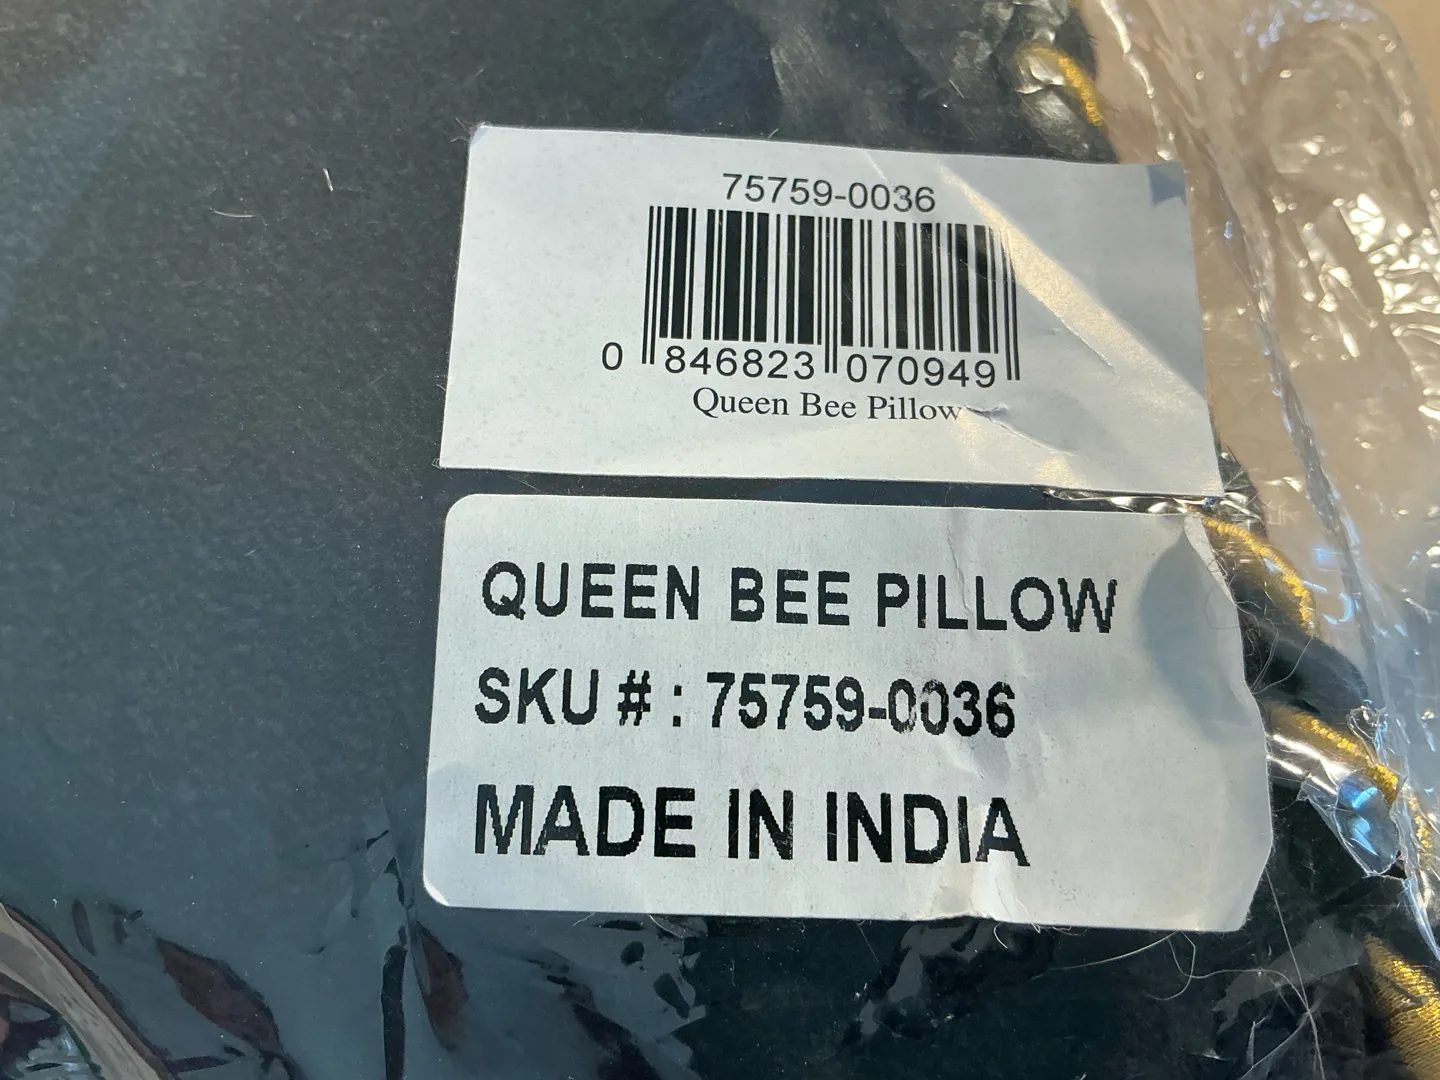 75759-0036
0 846823 070949
Queen Bee Pillow
QUEEN BEE PILLOW
SKU # : 75759-0036
MADE IN INDIA